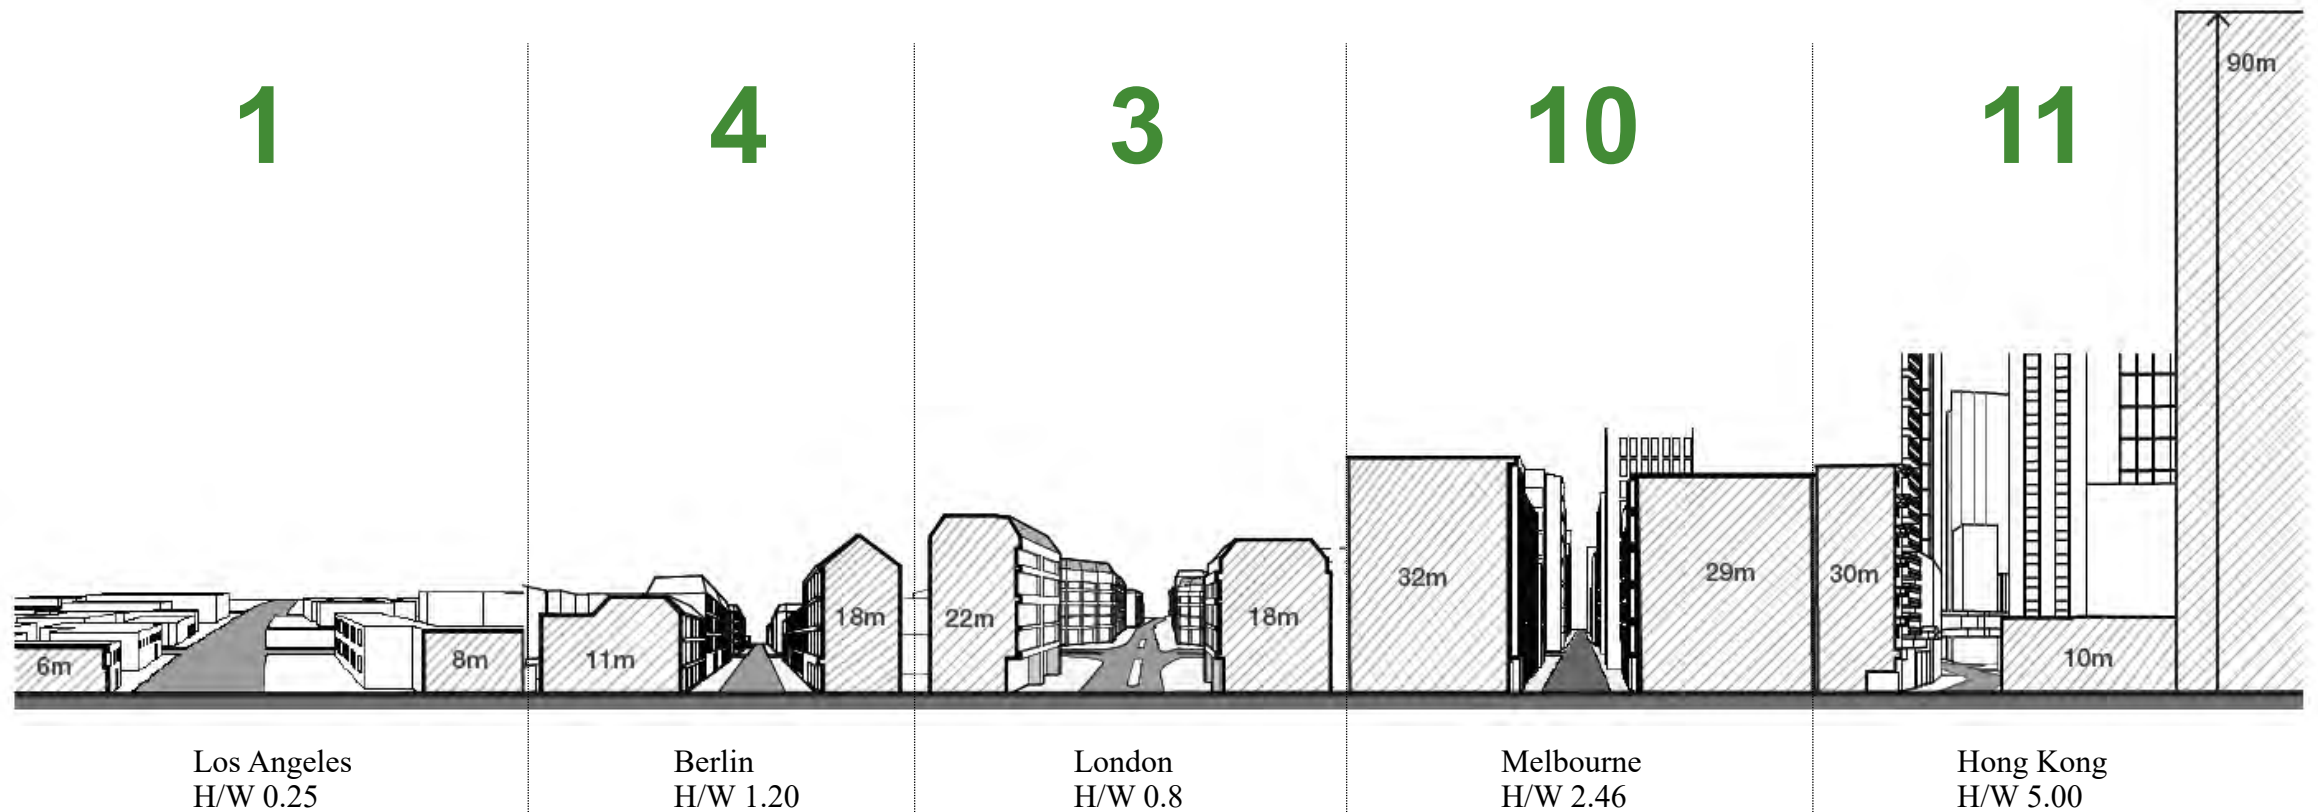 1
4
3
10
11
90m
6m
8m
11m
18m
22m
18m
32m
29m
30m
10m
Los Angeles
H/W 0.25
Berlin
H/W 1.20
London
H/W 0.8
Melbourne
H/W 2.46
Hong Kong
H/W 5.00